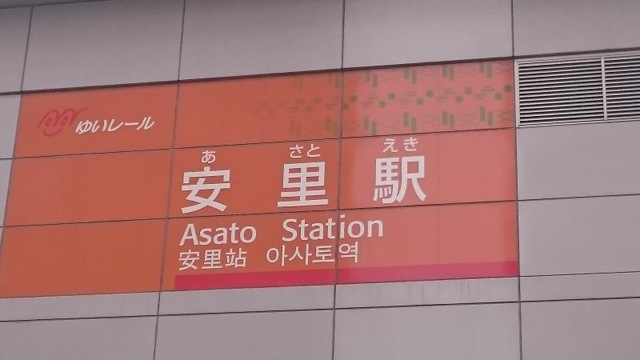 ゆいレール
あ さと えき
安里駅
Asato Station
安里站 아사토역